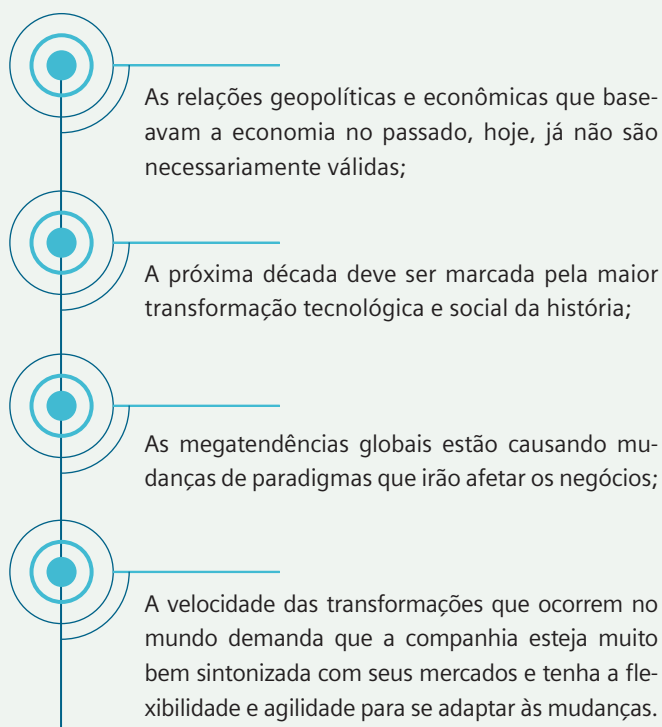 As relações geopolíticas e econômicas que base-
avam a economia no passado, hoje, já não são
necessariamente válidas;
A próxima década deve ser marcada pela maior
transformação tecnológica e social da história;
As megatendências globais estão causando mu-
danças de paradigmas que irão afetar os negócios;
A velocidade das transformações que ocorrem no
mundo demanda que a companhia esteja muito
bem sintonizada com seus mercados e tenha a fle-
xibilidade e agilidade para se adaptar às mudanças.